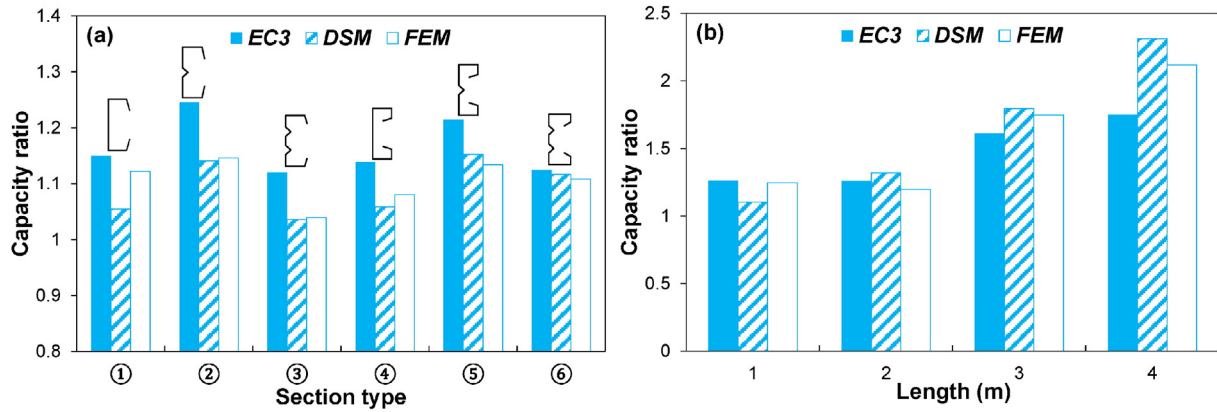 (a)
EC3 DSM FEM
1.4
1.3
1.2
1.1
1
0.9
0.8
Capacity ratio
① ② ③ ④ ⑤ ⑥
Section type
(b)
EC3 DSM FEM
2.5
2
1.5
1
0.5
0
Capacity ratio
1 2 3 4
Length (m)